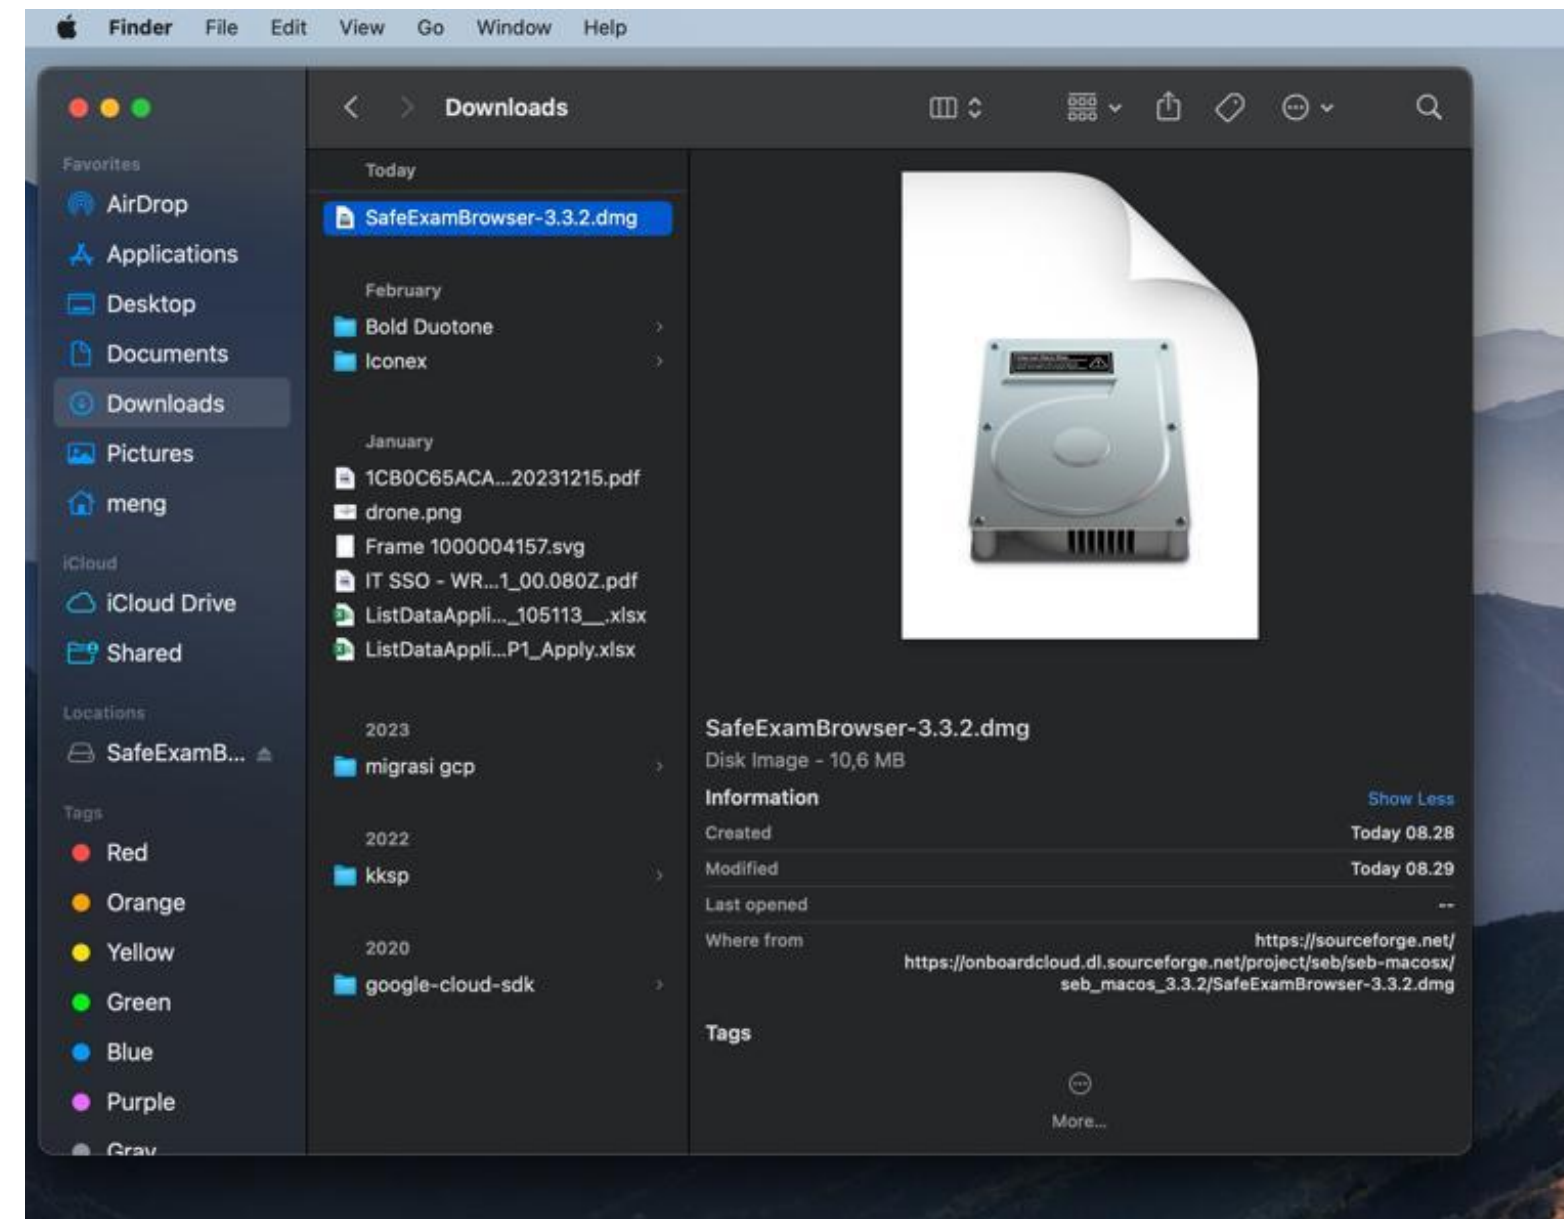 Finder File Edit View Go Window Help
Downloads
Favorites
AirDrop
Applications
Desktop
Documents
Downloads
Pictures
meng
iCloud
iCloud Drive
Shared
Locations
SafeExamB...
Tags
Red
Orange
Yellow
Green
Blue
Purple
Gray
Today
SafeExamBrowser-3.3.2.dmg
February
Bold Duotone
Iconex
January
1CB0C65ACA...20231215.pdf
drone.png
Frame 1000004157.svg
IT SSO - WR...1_00.080Z.pdf
ListDataAppli..._105113__.xlsx
ListDataAppli...P1_Apply.xlsx
2023
migrasi gcp
2022
kksp
2020
google-cloud-sdk
SafeExamBrowser-3.3.2.dmg
Disk Image - 10,6 MB
Information Show Less
Created Today 08.28
Modified Today 08.29
Last opened --
Where from https://sourceforge.net/
https://onboardcloud.dl.sourceforge.net/project/seb/seb-macosx/
seb_macos_3.3.2/SafeExamBrowser-3.3.2.dmg
Tags
More...